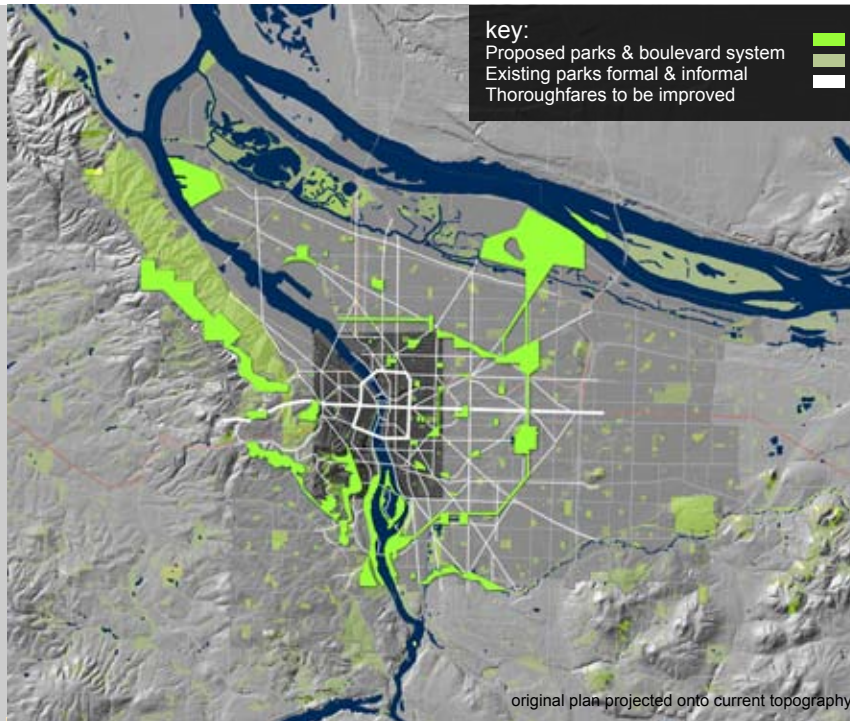 key:
Proposed parks & boulevard system
Existing parks formal & informal
Thoroughfares to be improved
original plan projected onto current topography